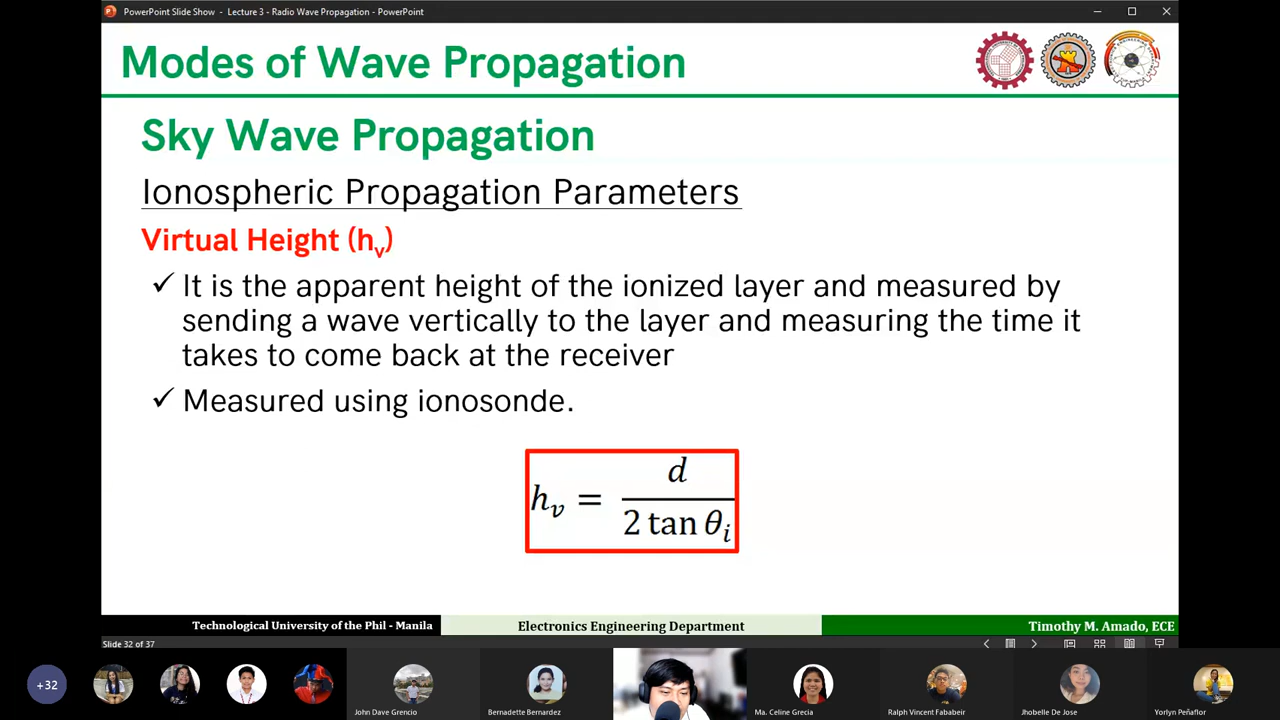 PowerPoint Slide Show - Lecture 3 - Radio Wave Propagation - PowerPoint
Modes of Wave Propagation
Sky Wave Propagation
Ionospheric Propagation Parameters
Virtual Height (hv)
✓ It is the apparent height of the ionized layer and measured by
sending a wave vertically to the layer and measuring the time it
takes to come back at the receiver
✓ Measured using ionosonde.
h_v = d / (2 tan θ_i)
Technological University of the Phil - Manila
Electronics Engineering Department
Timothy M. Amado, ECE
Slide 32 of 37
+32
John Dave Grencio
Bernadette Bernardez
Ma. Celine Grecia
Ralph Vincent Fababeir
Jhobelle De Jose
Yorlyn Peñaflor